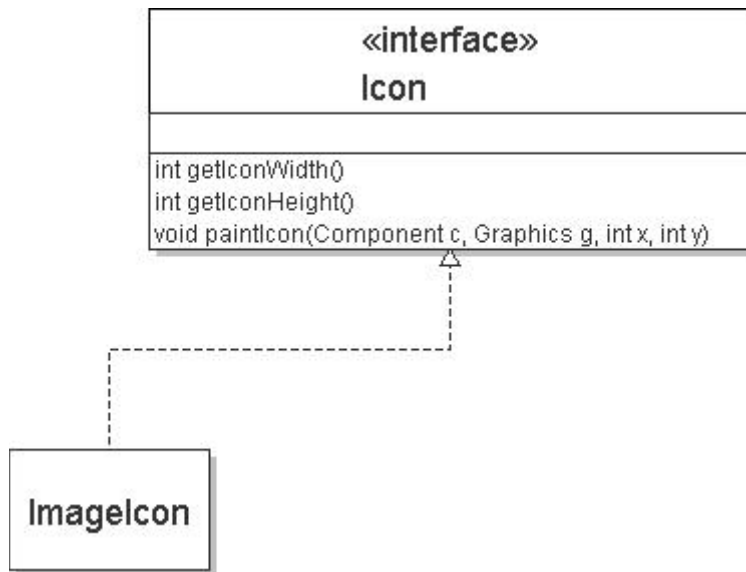 «interface»
Icon
int getIconWidth()
int getIconHeight()
void paintIcon(Component c, Graphics g, int x, int y)
ImageIcon